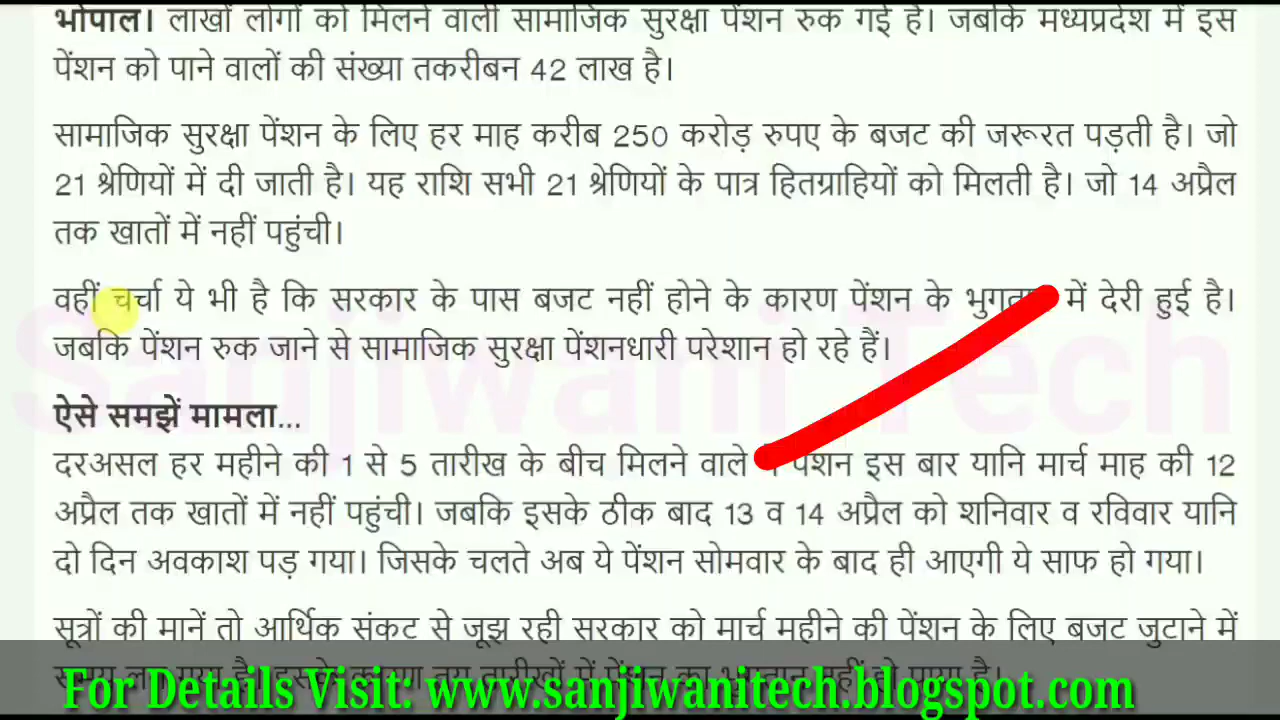 भोपाल। लाखों लोगों को मिलने वाली सामाजिक सुरक्षा पेंशन रुक गई है। जबकि मध्यप्रदेश में इस
पेंशन को पाने वालों की संख्या तकरीबन 42 लाख है।
सामाजिक सुरक्षा पेंशन के लिए हर माह करीब 250 करोड़ रुपए के बजट की जरूरत पड़ती है। जो
21 श्रेणियों में दी जाती है। यह राशि सभी 21 श्रेणियों के पात्र हितग्राहियों को मिलती है। जो 14 अप्रैल
तक खातों में नहीं पहुंची।
वहीं चर्चा ये भी है कि सरकार के पास बजट नहीं होने के कारण पेंशन के में देरी हुई है।
जबकि पेंशन रुक जाने से सामाजिक सुरक्षा पेंशनधारी परेशान हो रहे हैं।
Sanjiwani Tech
ऐसे समझें मामला...
दरअसल हर महीने की 1 से 5 तारीख के बीच मिलने वाले पेंशन इस बार यानि मार्च माह की 12
अप्रैल तक खातों में नहीं पहुंची। जबकि इसके ठीक बाद 13 व 14 अप्रैल को शनिवार व रविवार यानि
दो दिन अवकाश पड़ गया। जिसके चलते अब ये पेंशन सोमवार के बाद ही आएगी ये साफ हो गया।
सूत्रों की मानें तो आर्थिक संकट से जूझ रही सरकार को मार्च महीने की पेंशन के लिए बजट जुटाने में
For Details Visit: www.sanjiwanitech.blogspot.com